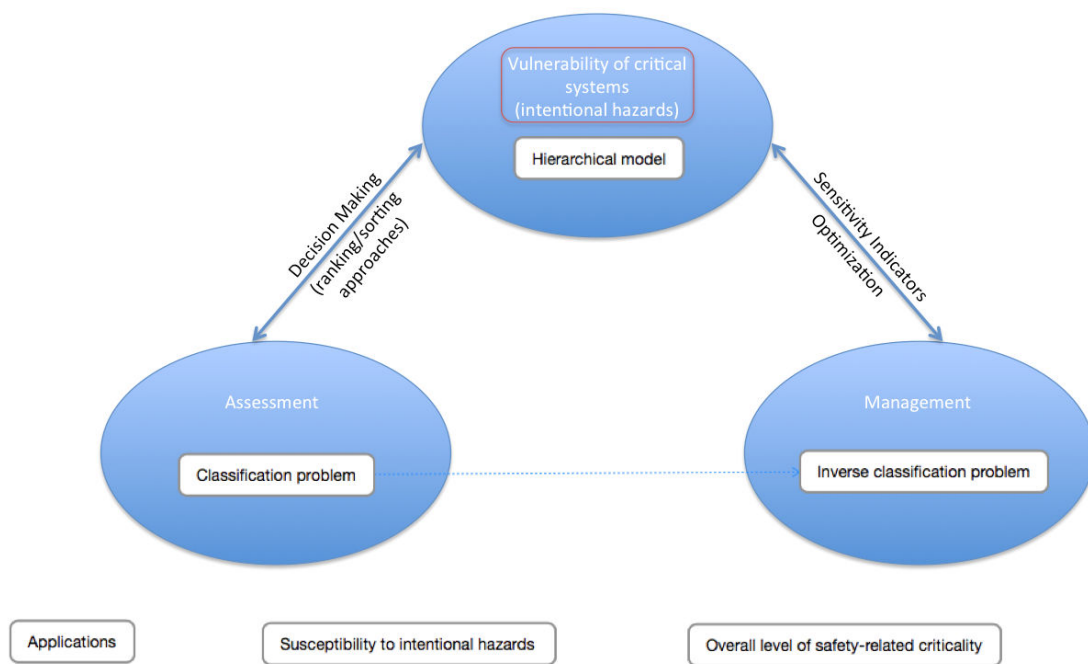 Vulnerability of critical
systems
(intentional hazards)
Hierarchical model
Decision Making
(ranking/sorting
approaches)
Sensitivity Indicators
Optimization
Assessment
Classification problem
Management
Inverse classification problem
Applications
Susceptibility to intentional hazards
Overall level of safety-related criticality